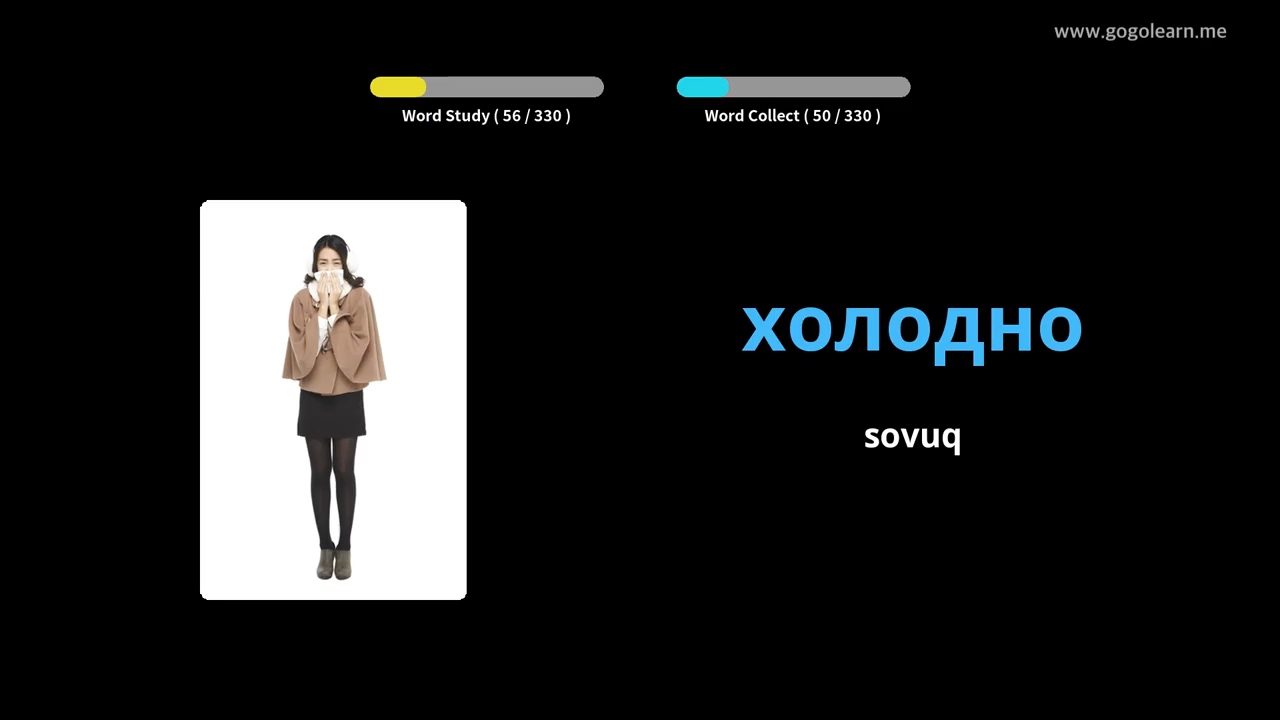 www.gogolearn.me
Word Study ( 56 / 330 )
Word Collect ( 50 / 330 )
холодно
sovuq